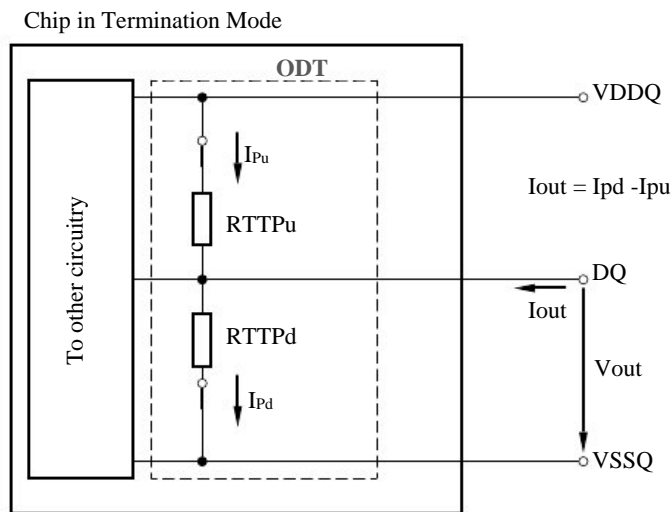 Chip in Termination Mode
ODT
VDDQ
IPu
Iout = Ipd -Ipu
RTTPu
To other circuitry
DQ
Iout
RTTPd
Vout
IPd
VSSQ